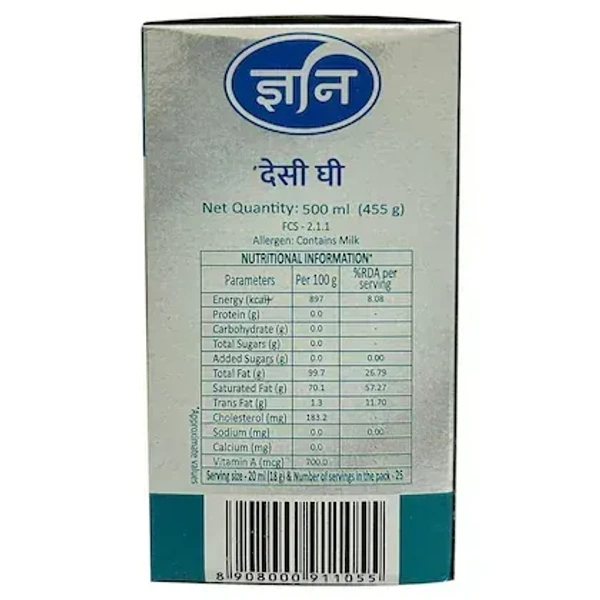 ज्ञान
'देसी घी
Net Quantity: 500 ml (455 g)
FCS - 2.1.1
Allergen: Contains Milk
NUTRITIONAL INFORMATION*
Parameters Per 100 g %RDA per serving
Energy (kcal) 897 8.08
Protein (g) 0.0 -
Carbohydrate (g) 0.0 -
Total Sugars (g) 0.0 -
Added Sugars (g) 0.0 0.00
Total Fat (g) 99.7 26.79
Saturated Fat (g) 70.1 57.27
Trans Fat (g) 1.3 11.70
Cholesterol (mg) 183.2 -
Sodium (mg) 0.0 0.00
Calcium (mg) 0.0 -
Vitamin A (mcg) 700.0 -
Serving size - 20 ml (18 g) & Number of servings in the pack - 25
*Approximate values
8 908000 911055